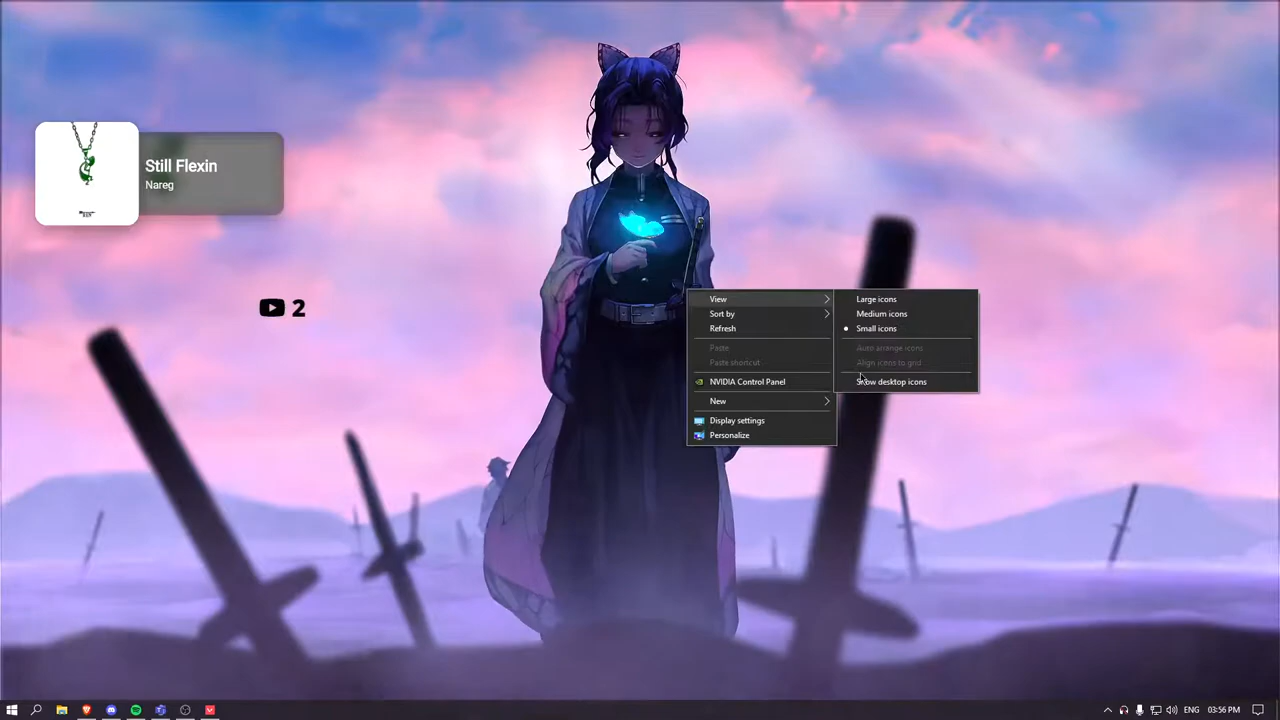 Still Flexin
Nareg
2
View
Sort by
Refresh
Paste
Paste shortcut
NVIDIA Control Panel
New
Display settings
Personalize
Large icons
Medium icons
Small icons
Auto arrange icons
Align icons to grid
Show desktop icons
ENG
03:56 PM